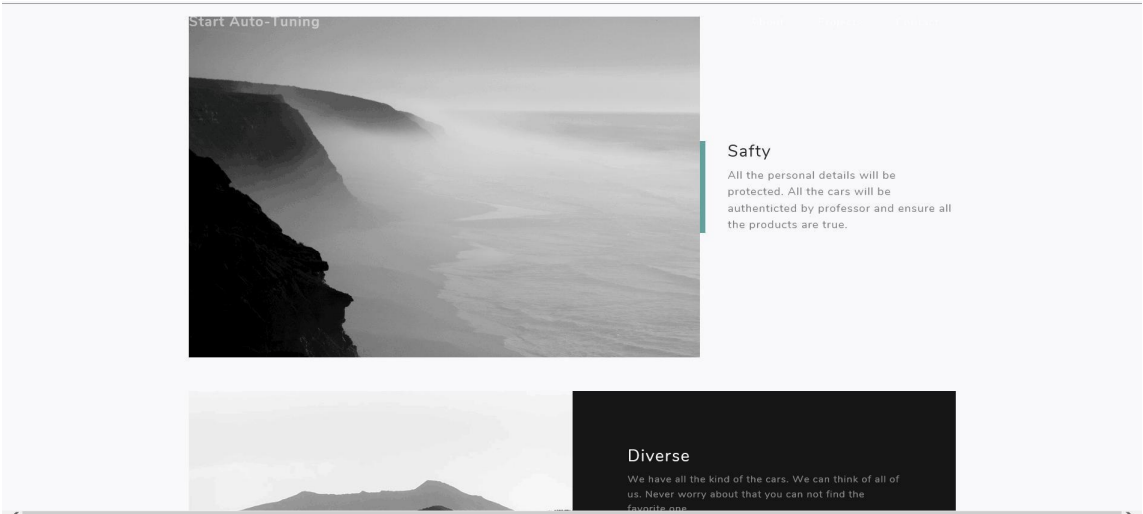 Start Auto-Tuning
Safty
All the personal details will be
protected. All the cars will be
authenticted by professor and ensure all
the products are true.
Diverse
We have all the kind of the cars. We can think of all of
us. Never worry about that you can not find the
favorite one